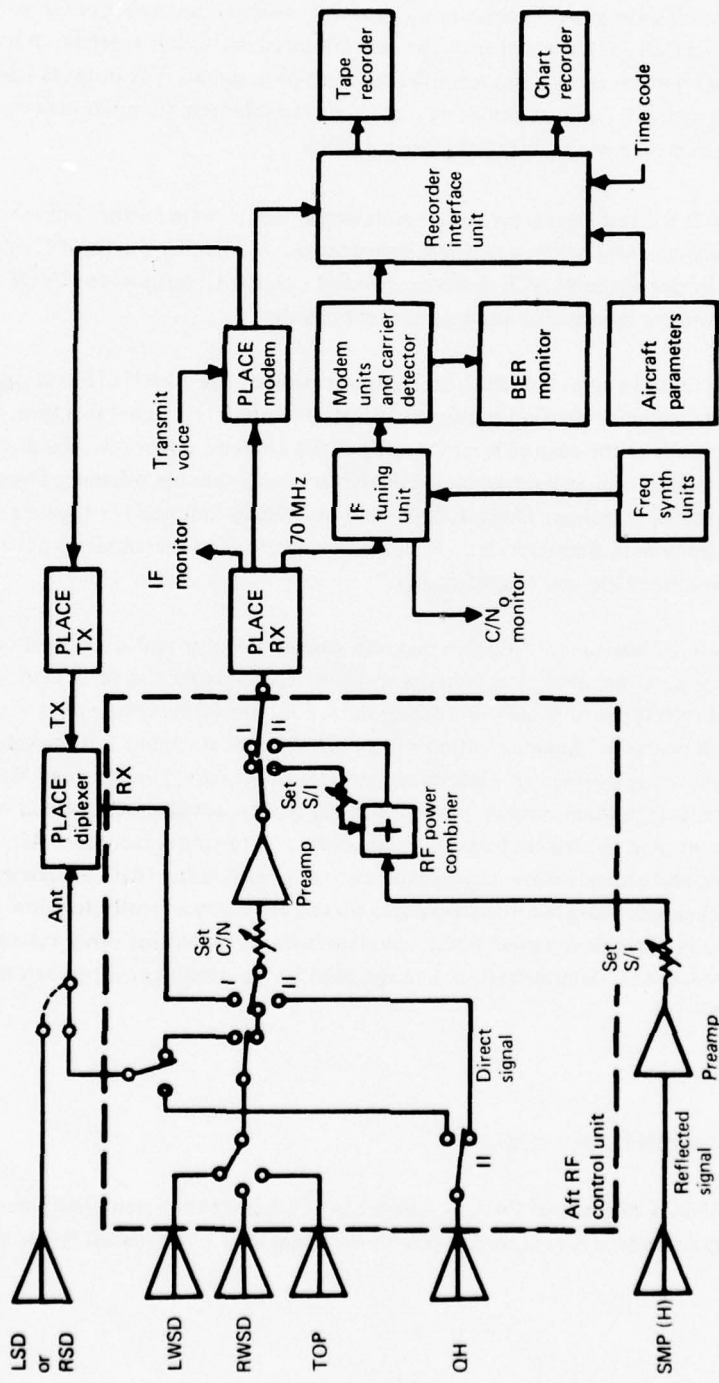 LSD
or
RSD
LWSD
RWSD
TOP
QH
SMP (H)
Ant
PLACE
diplexer
TX
RX
PLACE
TX
I
II
Set
C/N
Preamp
I
II
Set
S/I
RF power
combiner
Direct
signal
II
Aft RF
control unit
Reflected
signal
Preamp
Set
S/I
PLACE
RX
IF
monitor
70 MHz
Transmit
voice
PLACE
modem
IF
tuning
unit
C/No
monitor
Freq
synth
units
Modem
units
and carrier
detector
BER
monitor
Aircraft
parameters
Recorder
interface
unit
Tape
recorder
Chart
recorder
Time code